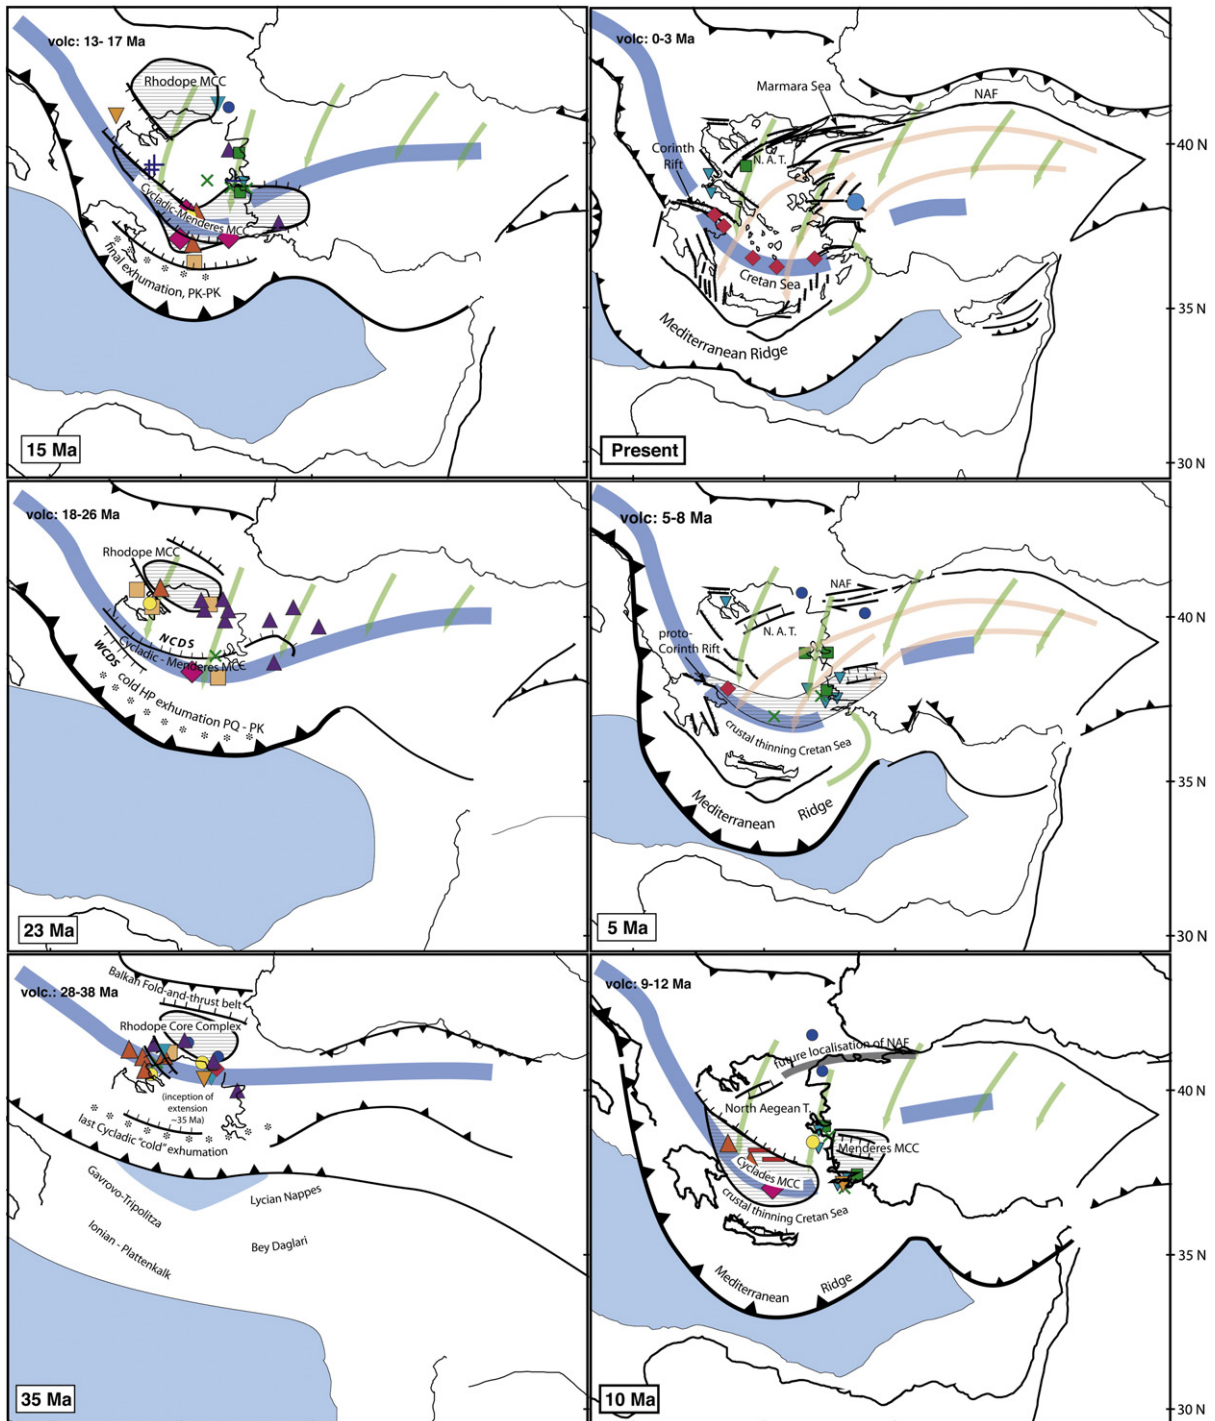 volc: 13- 17 Ma
Rhodope MCC
Cycladic-Menderes MCC
final exhumation, PK-PK
15 Ma
volc: 0-3 Ma
Marmara Sea
NAF
40 N
Corinth
Rift
N. A.T.
Cretan Sea
35 N
Mediterranean Ridge
Present
30 N
volc: 18-26 Ma
Rhodope MCC
NCDS
Cycladic - Menderes MCC
WCDS
cold HP exhumation PQ - PK
23 Ma
volc: 5-8 Ma
NAF
40 N
N. A.T.
proto-
Corinth Rift
crustal thinning Cretan Sea
35 N
Mediterranean Ridge
5 Ma
30 N
Balkan Fold-and-thrust belt
volc.: 28-38 Ma
Rhodope Core Complex
(inception of
extension
~35 Ma)
last Cycladic "cold" exhumation
Gavrovo-Tripolitza
Lycian Nappes
Ionian - Plattenkalk
Bey Daglari
35 Ma
volc: 9-12 Ma
future localisation of NAF
40 N
North Aegean T.
Menderes MCC
Cyclades MCC
crustal thinning Cretan Sea
35 N
Mediterranean Ridge
10 Ma
30 N